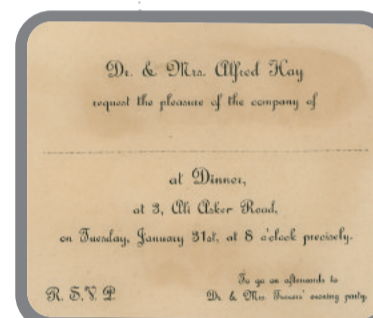 Dr. & Mrs. Alfred Hay
request the pleasure of the company of
at Dinner,
at 3, Ali Asker Road,
on Tuesday, January 31st, at 8 o'clock precisely.
R. S. V. P.
To go on afterwards to
Dr. & Mrs. Travers' evening party.